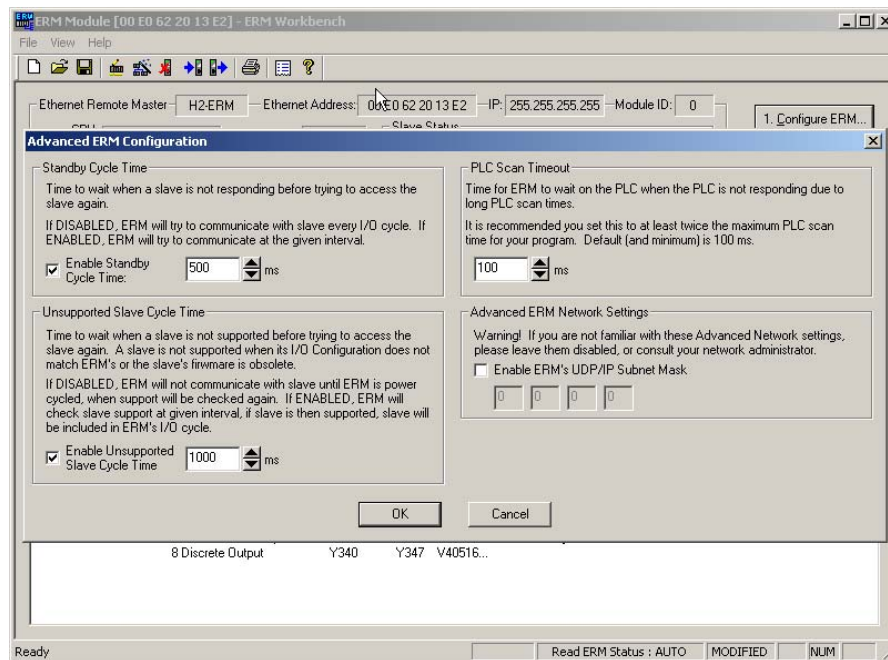 ERM Module [00 E0 62 20 13 E2] - ERM Workbench
File View Help
Ethernet Remote Master H2-ERM Ethernet Address: 00 E0 62 20 13 E2 IP: 255.255.255.255 Module ID: 0
1. Configure ERM...
Slave Status
Advanced ERM Configuration
Standby Cycle Time
Time to wait when a slave is not responding before trying to access the
slave again.
If DISABLED, ERM will try to communicate with slave every I/O cycle. If
ENABLED, ERM will try to communicate at the given interval.
Enable Standby
Cycle Time:
500 ms
Unsupported Slave Cycle Time
Time to wait when a slave is not supported before trying to access the
slave again. A slave is not supported when its I/O Configuration does not
match ERM's or the slave's firwmare is obsolete.
If DISABLED, ERM will not communicate with slave until ERM is power
cycled, when support will be checked again. If ENABLED, ERM will
check slave support at given interval, if slave is then supported, slave will
be included in ERM's I/O cycle.
Enable Unsupported
Slave Cycle Time
1000 ms
PLC Scan Timeout
Time for ERM to wait on the PLC when the PLC is not responding due to
long PLC scan times.
It is recommended you set this to at least twice the maximum PLC scan
time for your program. Default (and minimum) is 100 ms.
100 ms
Advanced ERM Network Settings
Warning! If you are not familiar with these Advanced Network settings,
please leave them disabled, or consult your network administrator.
Enable ERM's UDP/IP Subnet Mask
0 0 0 0
OK Cancel
8 Discrete Output Y340 Y347 V40516...
Ready Read ERM Status : AUTO MODIFIED NUM